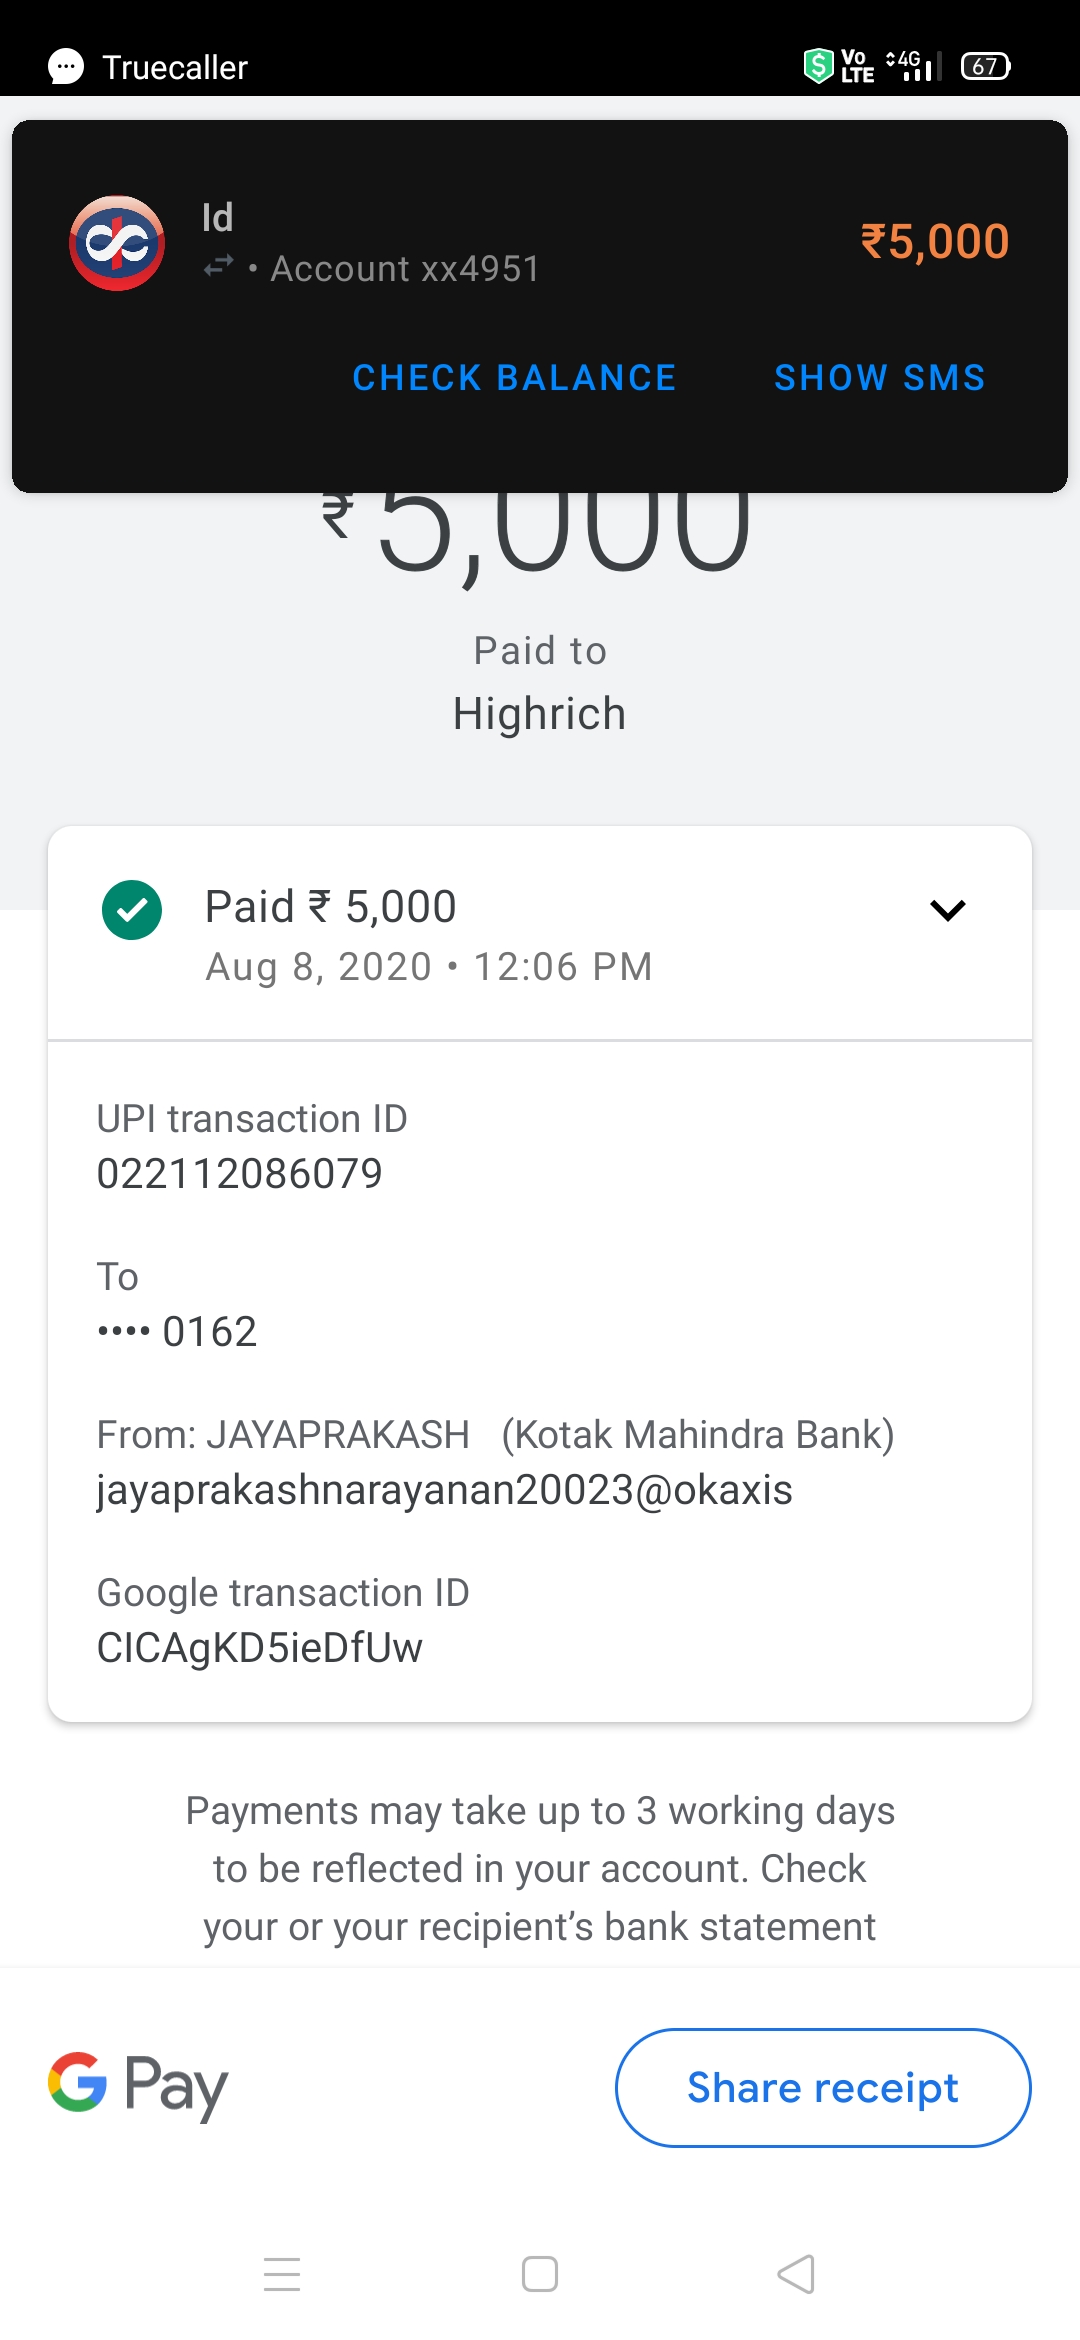 Truecaller
Vo LTE 4G 67
Id
• Account xx4951
₹5,000
CHECK BALANCE SHOW SMS
₹5,000
Paid to
Highrich
Paid ₹ 5,000
Aug 8, 2020 • 12:06 PM
UPI transaction ID
022112086079
To
•••• 0162
From: JAYAPRAKASH (Kotak Mahindra Bank)
jayaprakashnarayanan20023@okaxis
Google transaction ID
CICAgKD5ieDfUw
Payments may take up to 3 working days
to be reflected in your account. Check
your or your recipient’s bank statement
G Pay
Share receipt